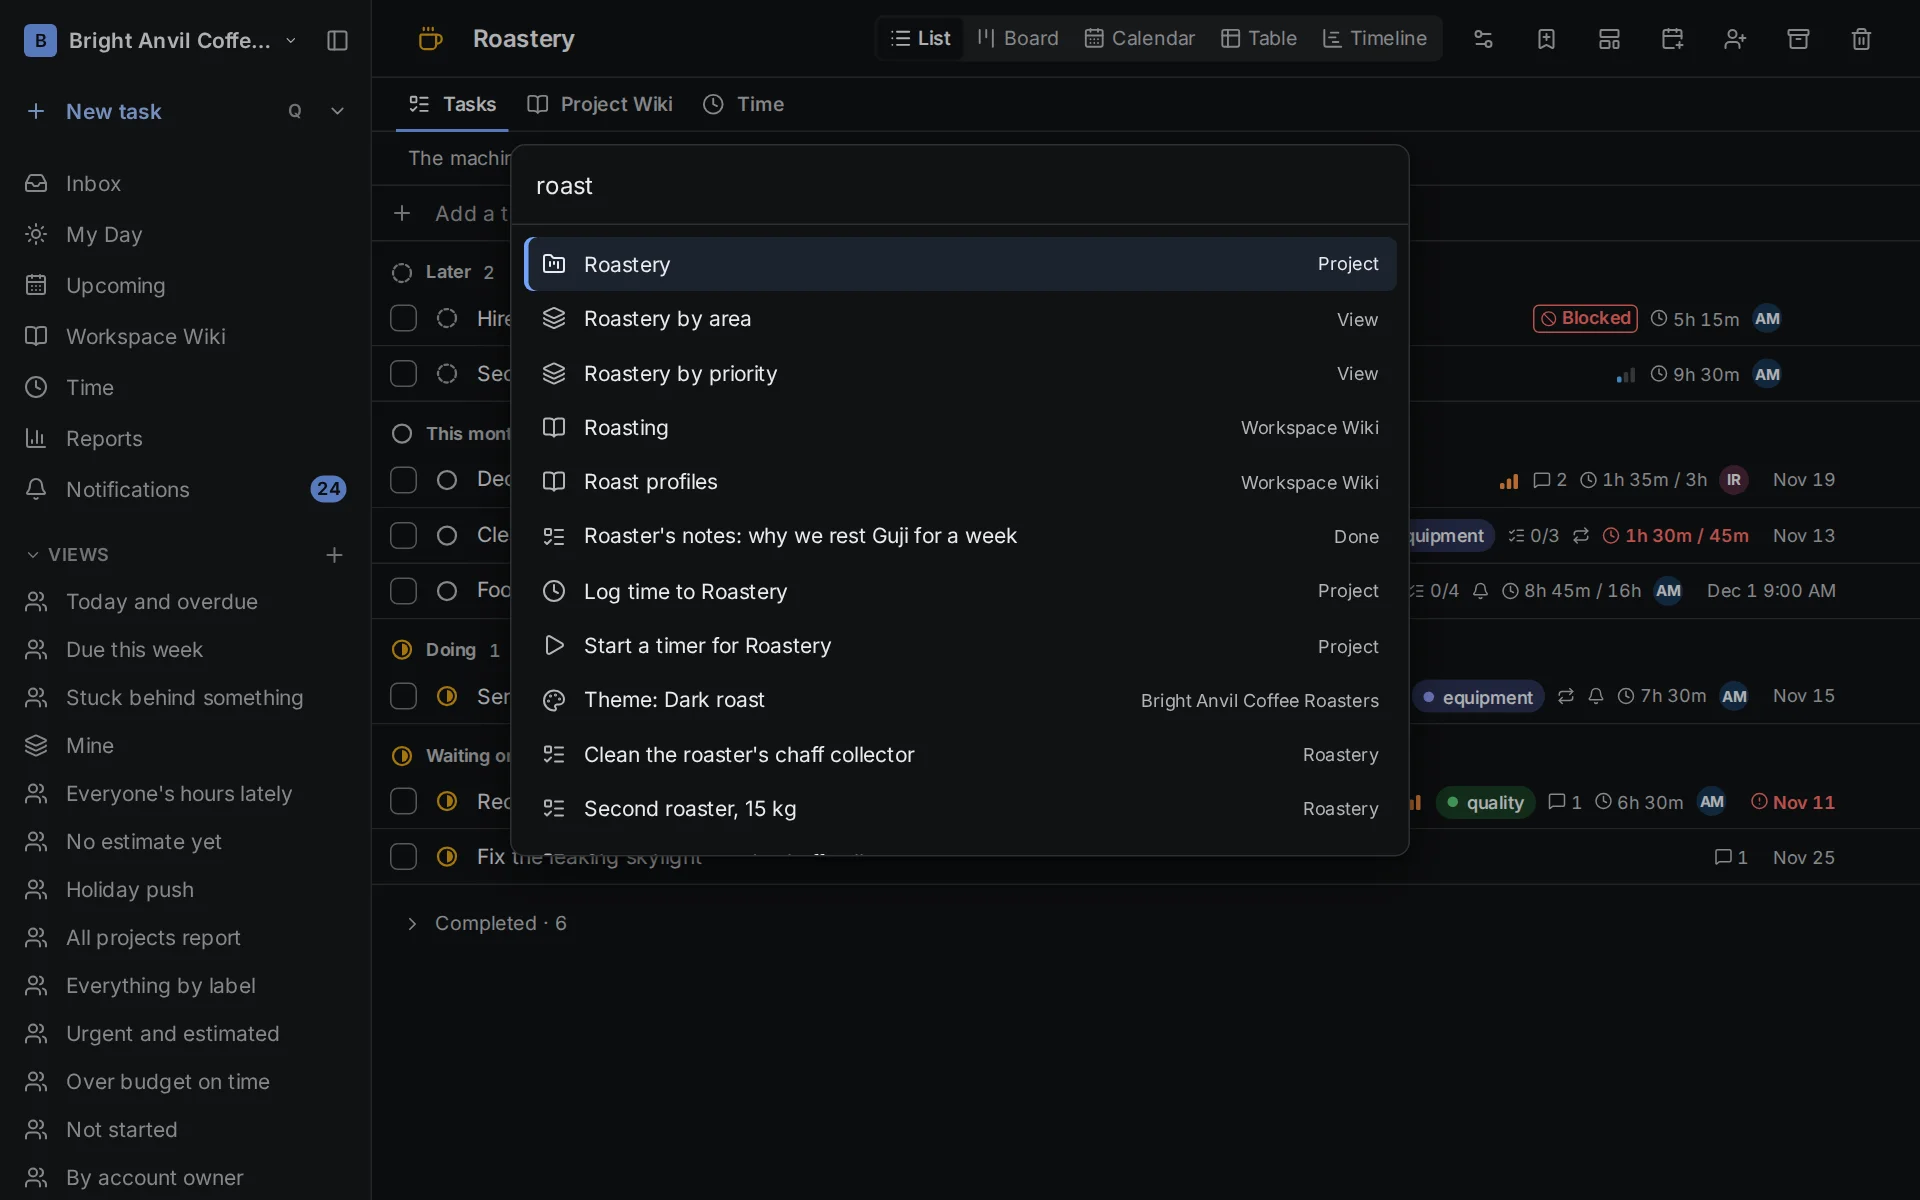 B Bright Anvil Coffe...
New task Q
Inbox
My Day
Upcoming
Workspace Wiki
Time
Reports
Notifications 24
VIEWS
Today and overdue
Due this week
Stuck behind something
Mine
Everyone's hours lately
No estimate yet
Holiday push
All projects report
Everything by label
Urgent and estimated
Over budget on time
Not started
By account owner
Roastery
List Board Calendar Table Timeline
Tasks Project Wiki Time
The machin
Add a t
roast
Roastery Project
Roastery by area View
Roastery by priority View
Roasting Workspace Wiki
Roast profiles Workspace Wiki
Roaster's notes: why we rest Guji for a week Done
Log time to Roastery Project
Start a timer for Roastery Project
Theme: Dark roast Bright Anvil Coffee Roasters
Clean the roaster's chaff collector Roastery
Second roaster, 15 kg Roastery
Later 2
Hire Blocked 5h 15m AM
Sec 9h 30m AM
This mont
Dec 2 1h 35m / 3h IR Nov 19
Cle quipment 0/3 1h 30m / 45m Nov 13
Foo 0/4 8h 45m / 16h AM Dec 1 9:00 AM
Doing 1
Ser equipment 7h 30m AM Nov 15
Waiting or
Rec quality 1 6h 30m AM Nov 11
Fix the leaking skylight 1 Nov 25
Completed · 6